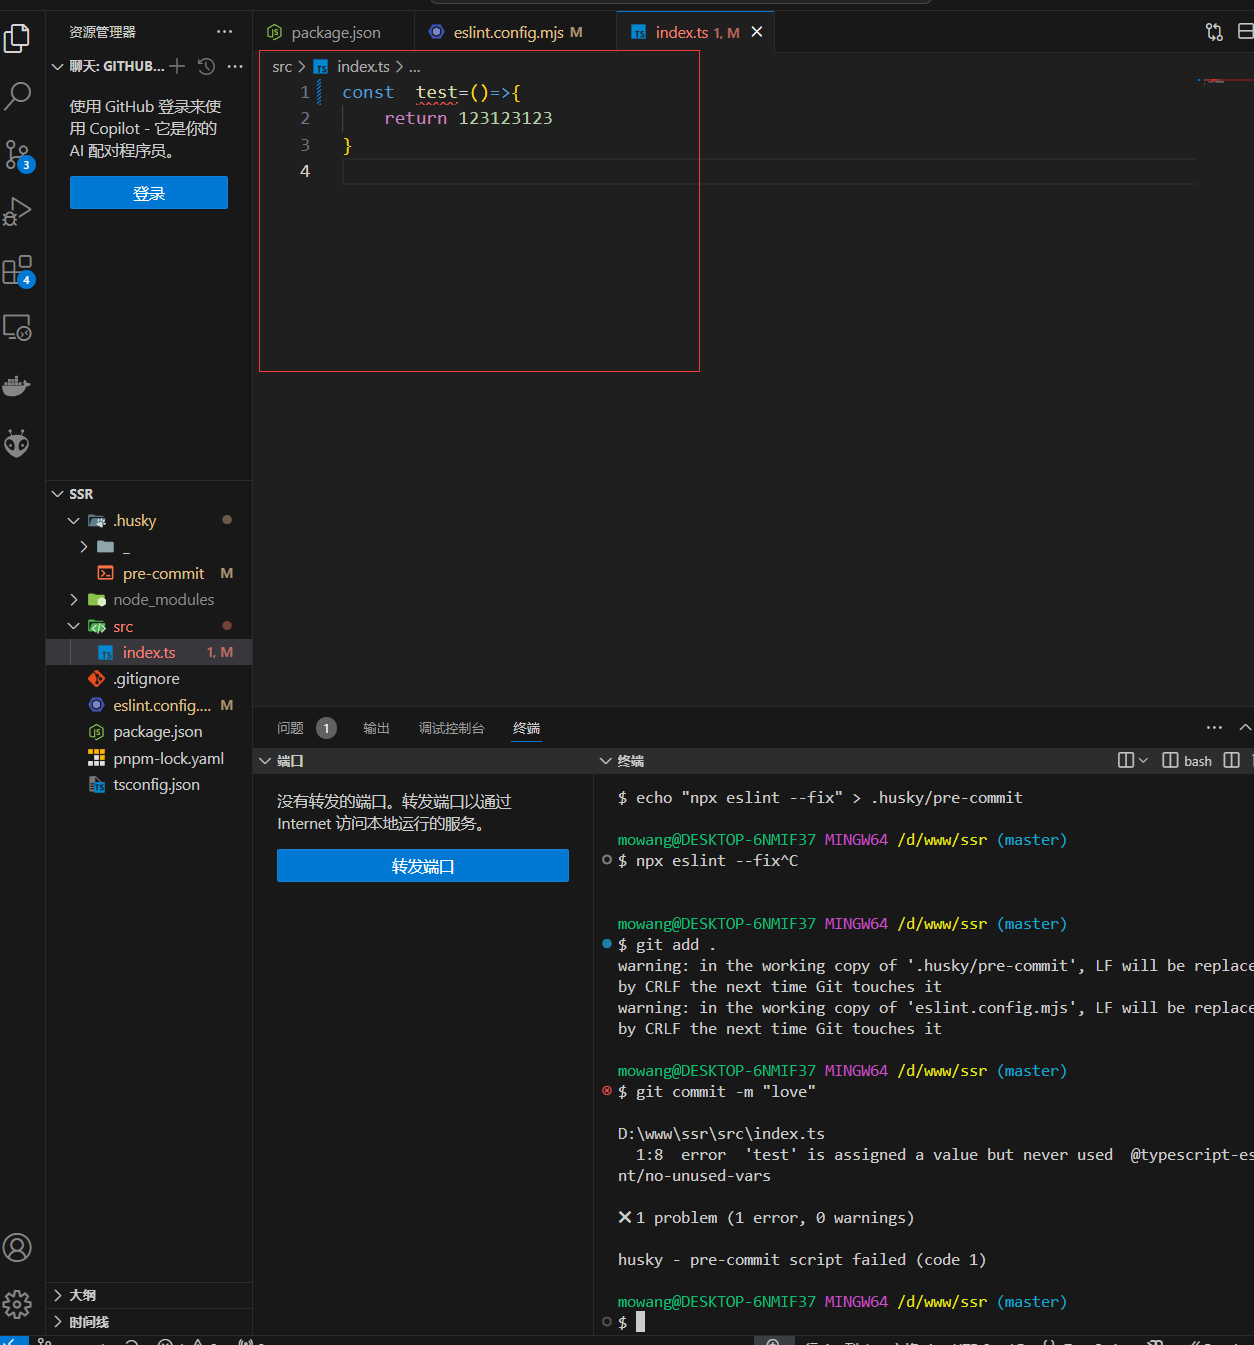 资源管理器
聊天: GITHUB...
使用 GitHub 登录来使
用 Copilot - 它是你的
AI 配对程序员。
登录
3
4
SSR
.husky
_
pre-commit M
node_modules
src
index.ts 1, M
.gitignore
eslint.config.... M
package.json
pnpm-lock.yaml
tsconfig.json
大纲
时间线
package.json
eslint.config.mjs M
index.ts 1, M
src > index.ts > ...
1 const  test=()=>{
2 return 123123123
3 }
4
问题 1 输出 调试控制台 终端
端口
没有转发的端口。转发端口以通过
Internet 访问本地运行的服务。
转发端口
终端
bash
$ echo "npx eslint --fix" > .husky/pre-commit
mowang@DESKTOP-6NMIF37 MINGW64 /d/www/ssr (master)
$ npx eslint --fix^C
mowang@DESKTOP-6NMIF37 MINGW64 /d/www/ssr (master)
$ git add .
warning: in the working copy of '.husky/pre-commit', LF will be replace
by CRLF the next time Git touches it
warning: in the working copy of 'eslint.config.mjs', LF will be replace
by CRLF the next time Git touches it
mowang@DESKTOP-6NMIF37 MINGW64 /d/www/ssr (master)
$ git commit -m "love"
D:\www\ssr\src\index.ts
1:8  error  'test' is assigned a value but never used  @typescript-es
nt/no-unused-vars
1 problem (1 error, 0 warnings)
husky - pre-commit script failed (code 1)
mowang@DESKTOP-6NMIF37 MINGW64 /d/www/ssr (master)
$